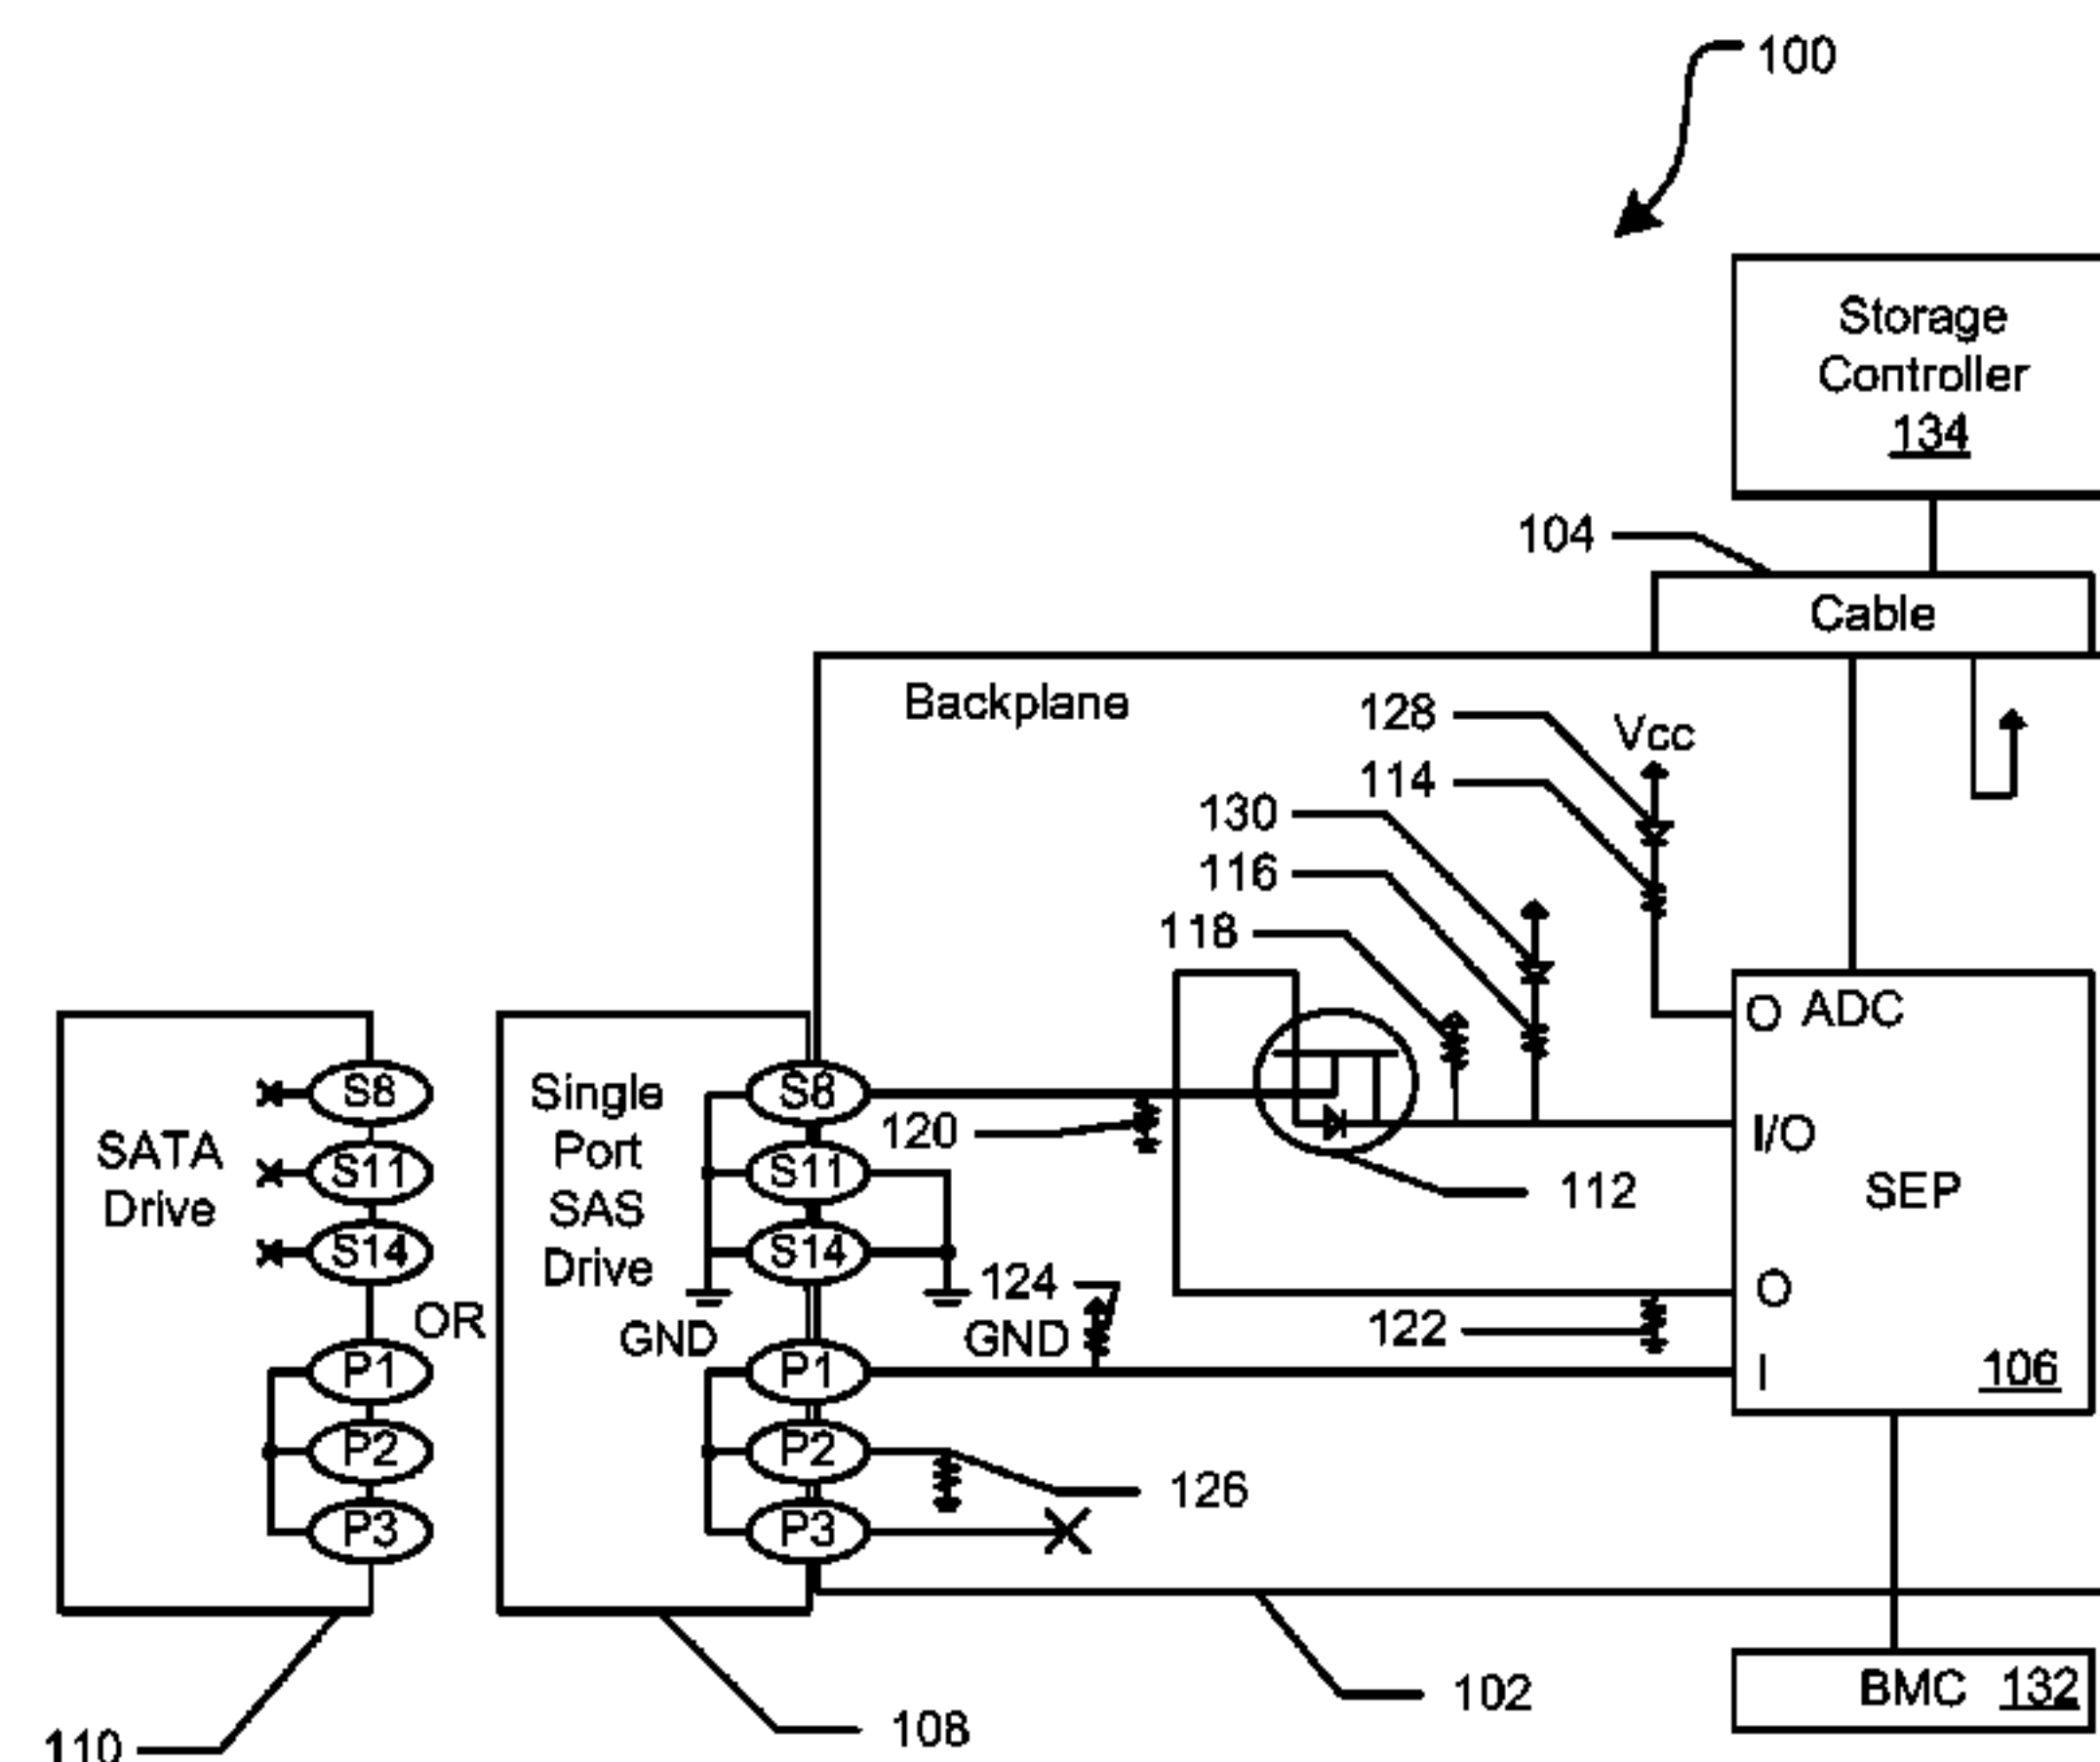 100
Storage
Controller
134
104
Cable
Backplane
128
Vcc
114
130
116
118
O ADC
S8
S8
Single
Port
SAS
Drive
120
I/O
SATA
Drive
S11
S11
112
SEP
S14
S14
124
O
OR
GND
GND
122
P1
P1
I
106
P2
P2
126
P3
P3
102
BMC 132
108
110